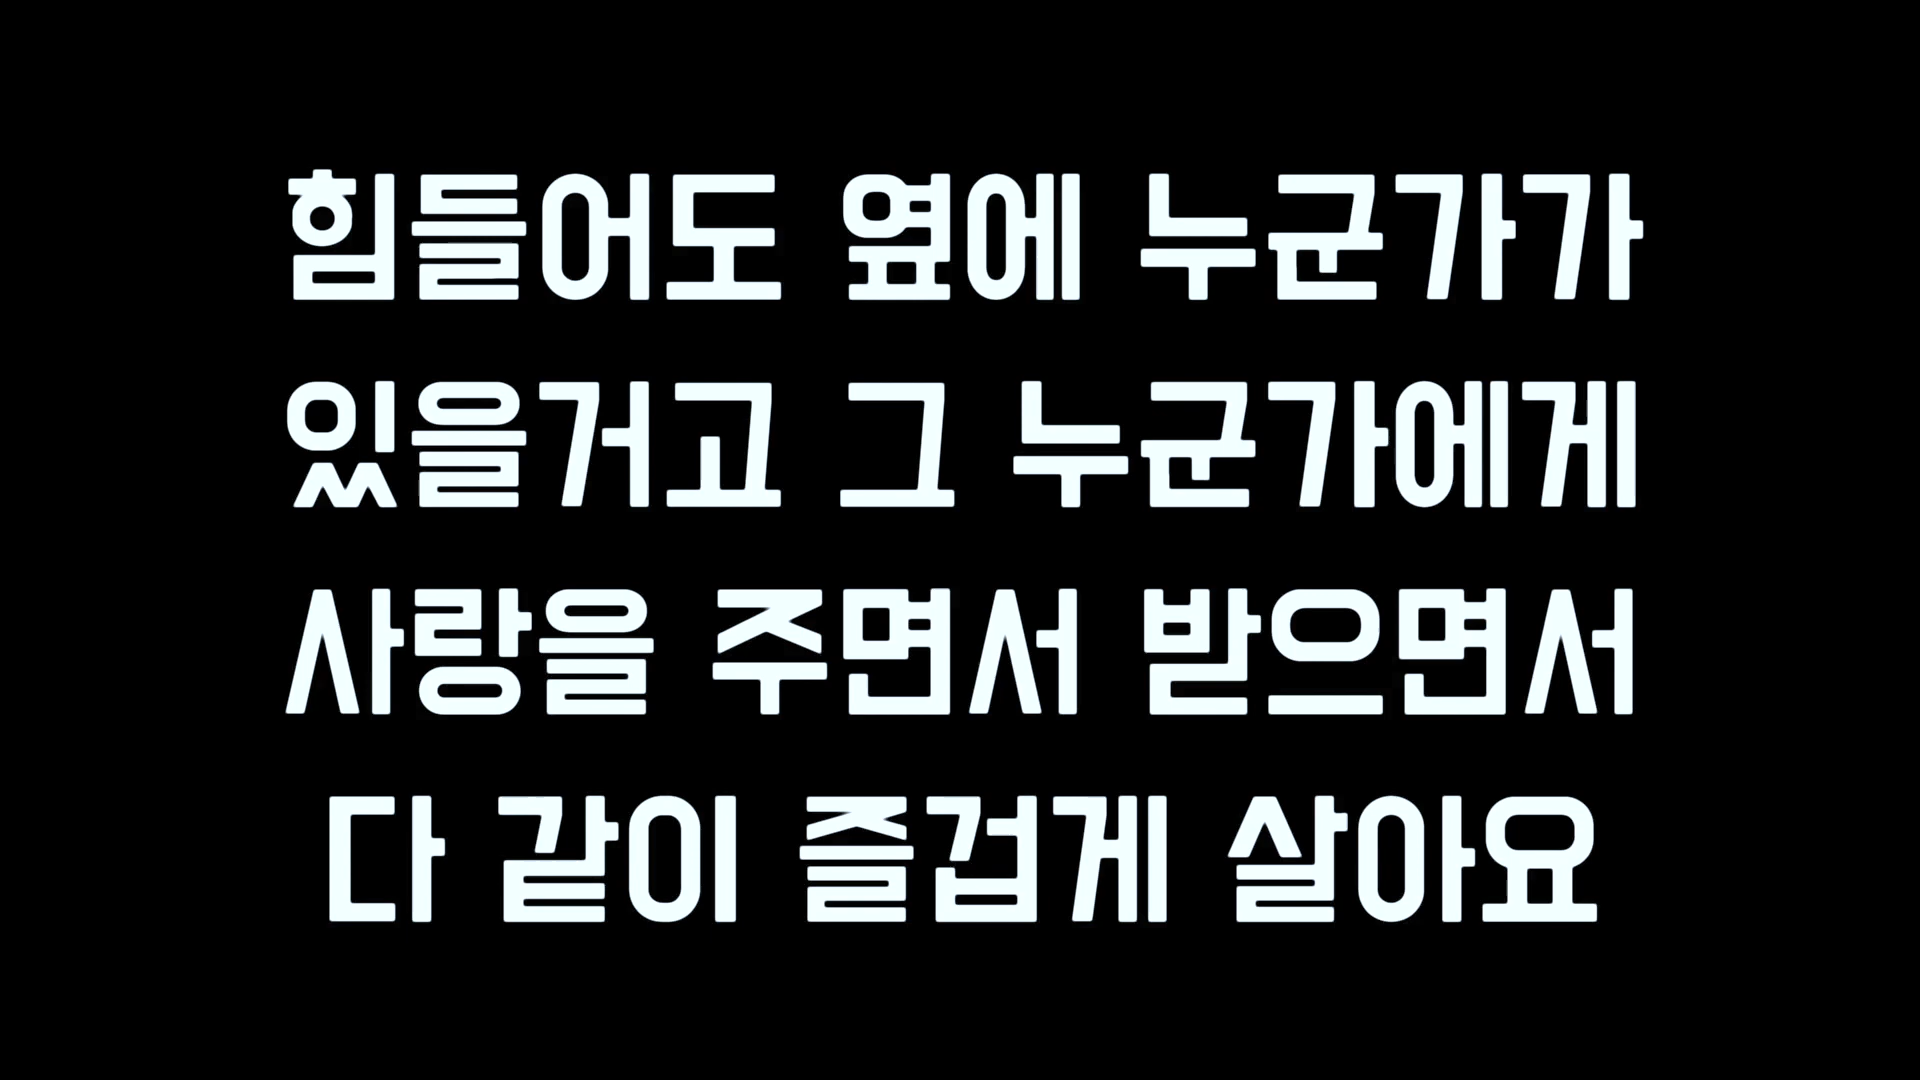 힘들어도 옆에 누군가가
있을거고 그 누군가에게
사랑을 주면서 받으면서
다 같이 즐겁게 살아요